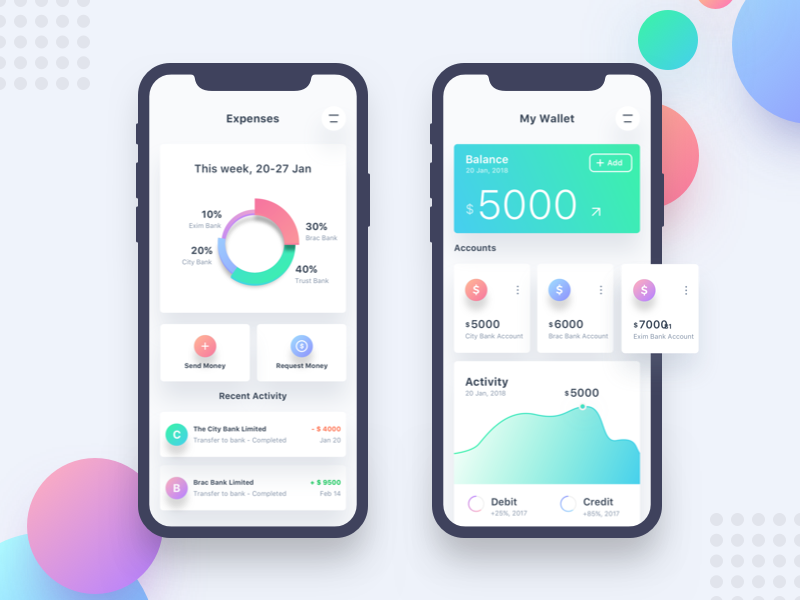 Expenses
This week, 20-27 Jan
10%
Exim Bank
30%
Brac Bank
20%
City Bank
40%
Trust Bank
Send Money
Request Money
Recent Activity
C
The City Bank Limited
- $ 4000
Transfer to bank - Completed
Jan 20
B
Brac Bank Limited
+ $ 9500
Transfer to bank - Completed
Feb 14
My Wallet
Balance
20 Jan, 2018
+ Add
$ 5000
Accounts
$
$
$
$5000
City Bank Account
$6000
Brac Bank Account
$7000
Exim Bank Account
Activity
20 Jan, 2018
$5000
Debit
+25%, 2017
Credit
+85%, 2017